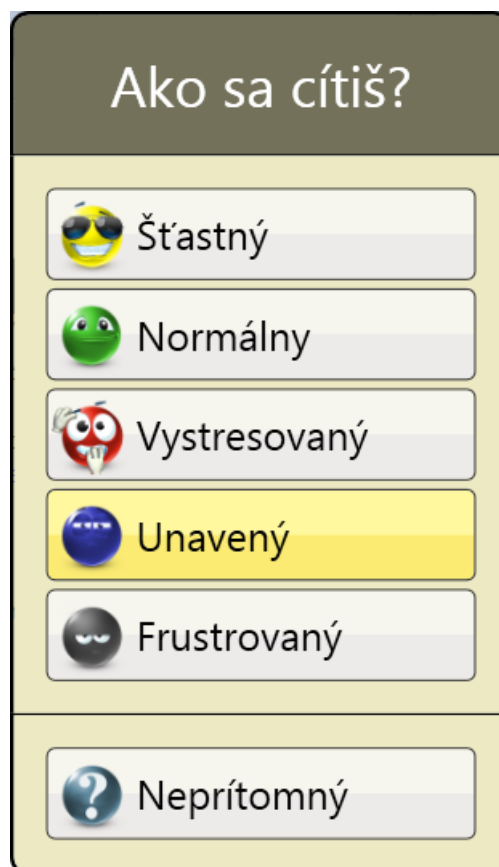 Ako sa cítiš?
Šťastný
Normálny
Vystresovaný
Unavený
Frustrovaný
Neprítomný